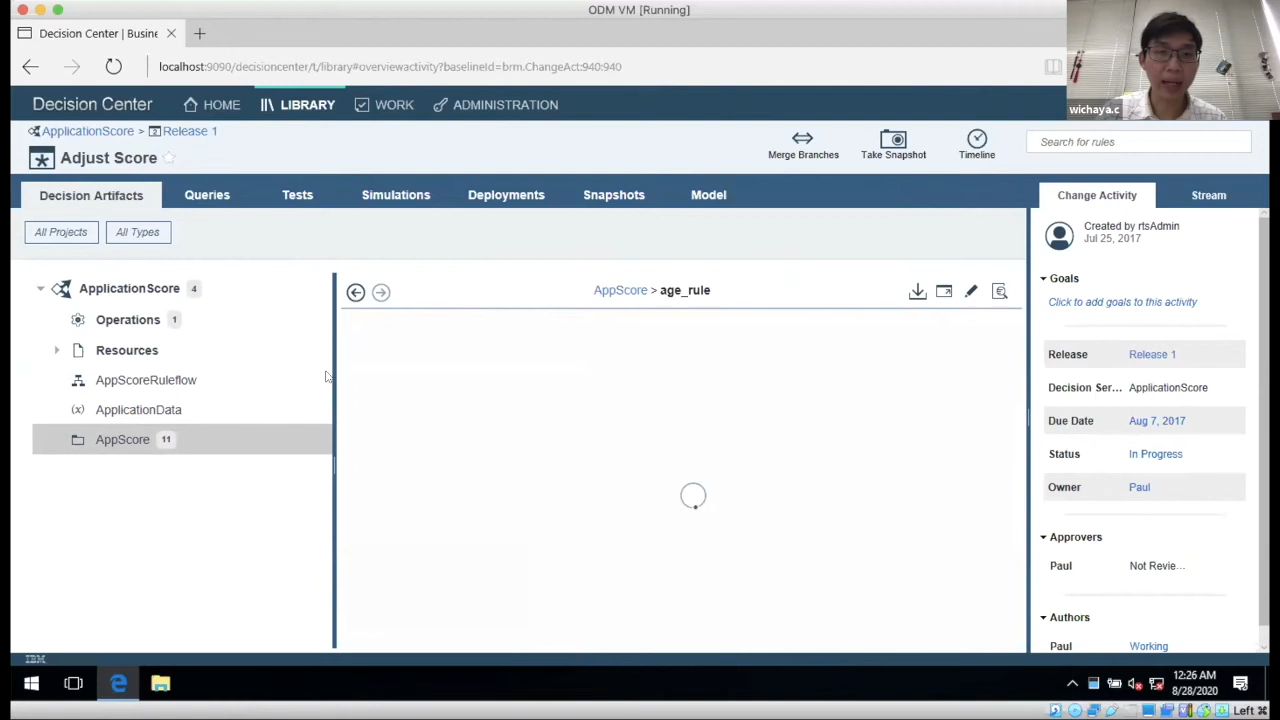 ODM VM [Running]
Decision Center | Busine
localhost:9090/decisioncenter/t/library#overviewactivity?baselineId=brm.ChangeAct:940:940
wichaya.c
Decision Center
HOME
LIBRARY
WORK
ADMINISTRATION
ApplicationScore > Release 1
Adjust Score
Merge Branches
Take Snapshot
Timeline
Search for rules
Decision Artifacts
Queries
Tests
Simulations
Deployments
Snapshots
Model
Change Activity
Stream
All Projects
All Types
ApplicationScore 4
Operations 1
Resources
AppScoreRuleflow
(x) ApplicationData
AppScore 11
AppScore > age_rule
Created by rtsAdmin
Jul 25, 2017
Goals
Click to add goals to this activity
Release Release 1
Decision Ser... ApplicationScore
Due Date Aug 7, 2017
Status In Progress
Owner Paul
Approvers
Paul Not Revie...
Authors
Paul Working
IBM
12:26 AM
8/28/2020
Left ⌘